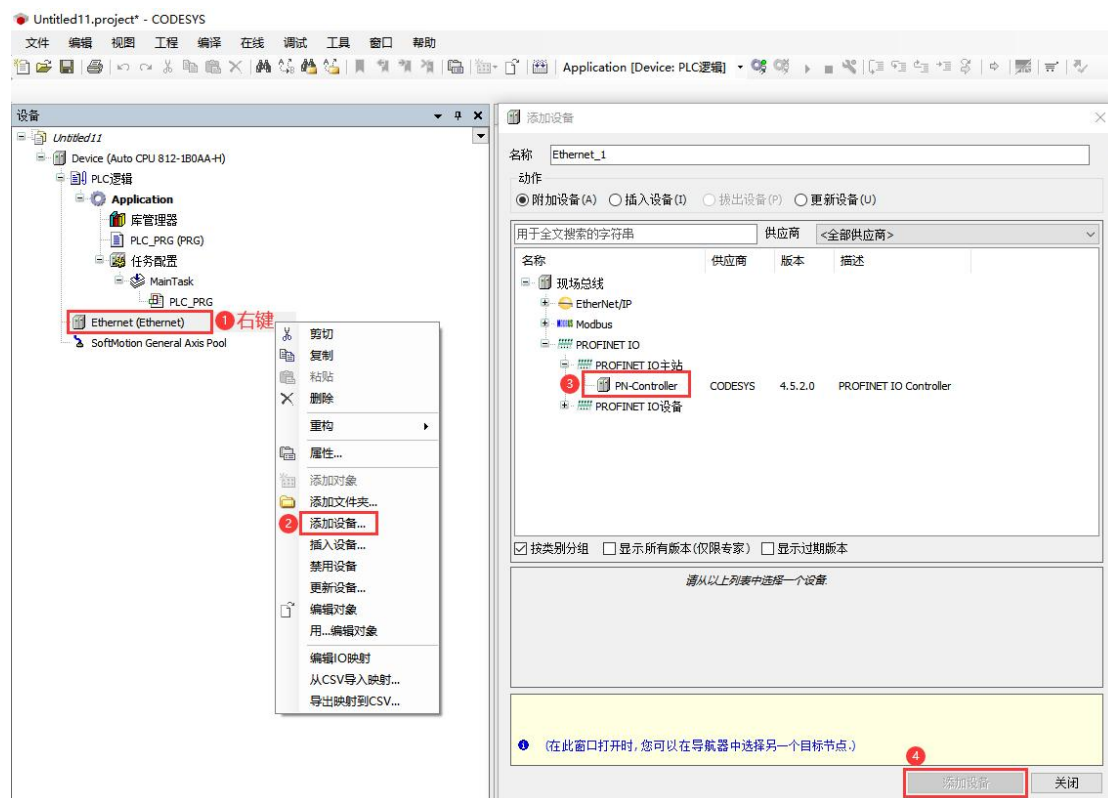 Untitled11.project* - CODESYS
文件 编辑 视图 工程 编译 在线 调试 工具 窗口 帮助
Application [Device: PLC逻辑]
设备
Untitled11
Device (Auto CPU 812-1B0AA-H)
PLC逻辑
Application
库管理器
PLC_PRG (PRG)
任务配置
MainTask
PLC_PRG
Ethernet (Ethernet)
1 右键
SoftMotion General Axis Pool
剪切
复制
粘贴
删除
重构
属性...
添加对象
添加文件夹...
2 添加设备...
插入设备...
禁用设备
更新设备...
编辑对象
用...编辑对象
编辑IO映射
从CSV导入映射...
导出映射到CSV...
添加设备
名称 Ethernet_1
动作
附加设备(A) 插入设备(I) 拔出设备(P) 更新设备(U)
用于全文搜索的字符串 供应商 <全部供应商>
名称 供应商 版本 描述
现场总线
EtherNet/IP
Modbus
PROFINET IO
PROFINET IO主站
3 PN-Controller CODESYS 4.5.2.0 PROFINET IO Controller
PROFINET IO设备
按类别分组 显示所有版本(仅限专家) 显示过期版本
请从以上列表中选择一个设备.
(在此窗口打开时, 您可以在导航器中选择另一个目标节点.)
4
添加设备 关闭